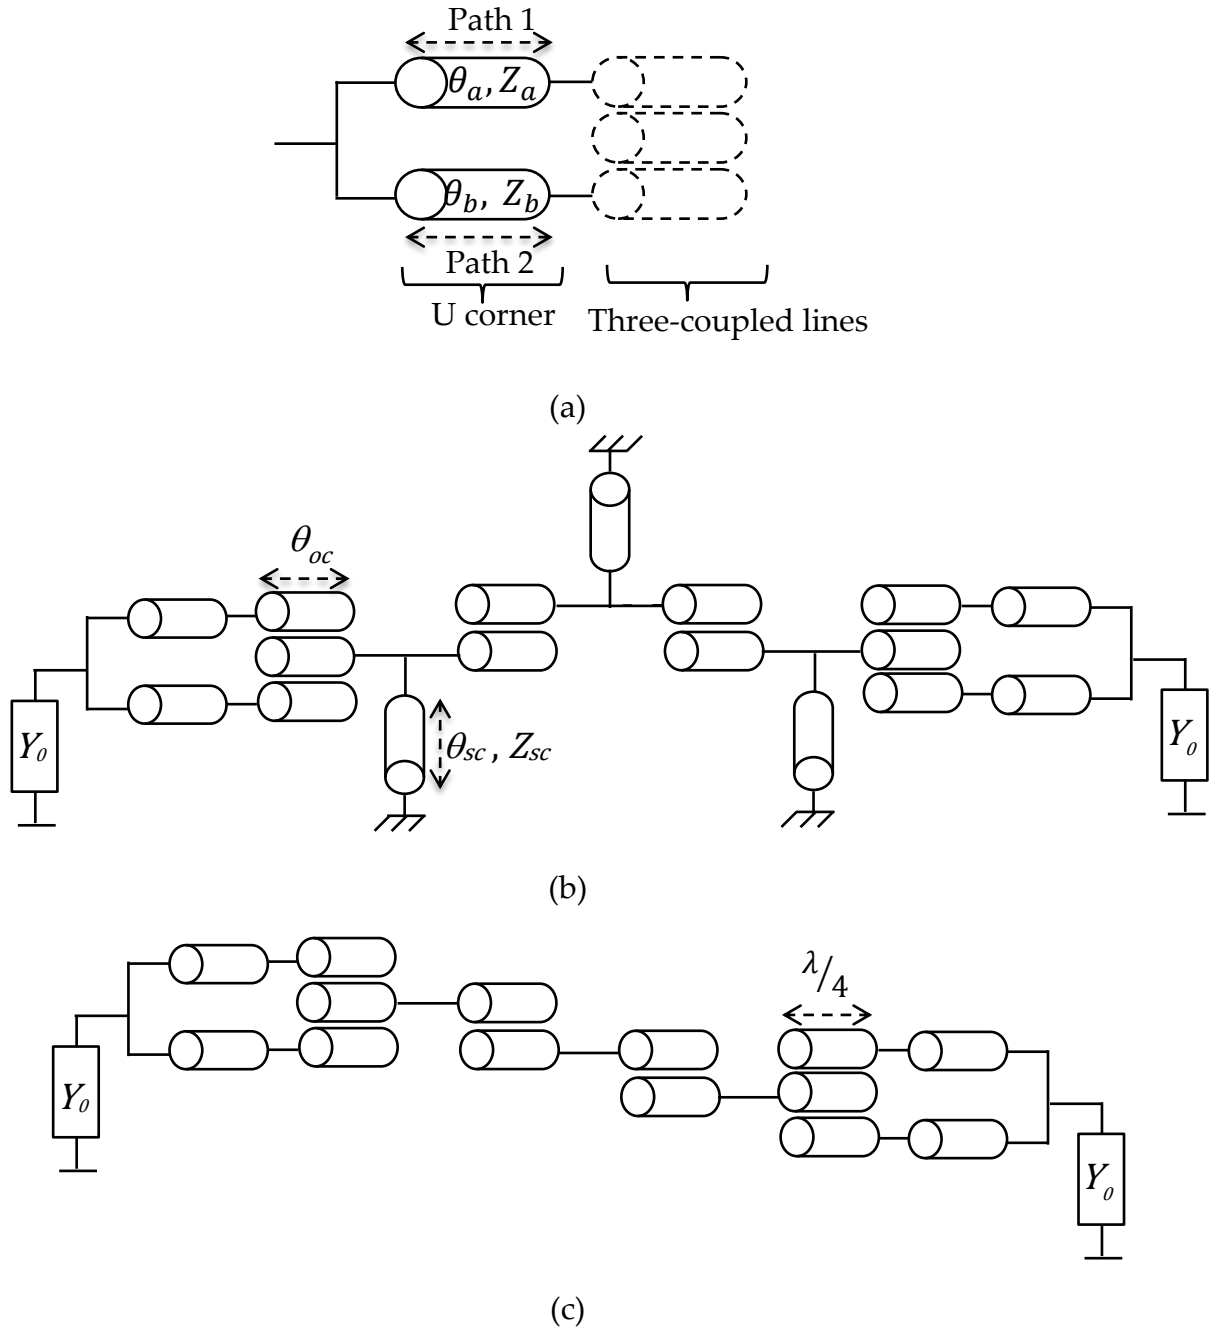 Path 1
θa, Za
θb, Zb
Path 2
U corner
Three-coupled lines
(a)
θoc
θsc , Zsc
Y0
Y0
(b)
λ/4
Y0
Y0
(c)